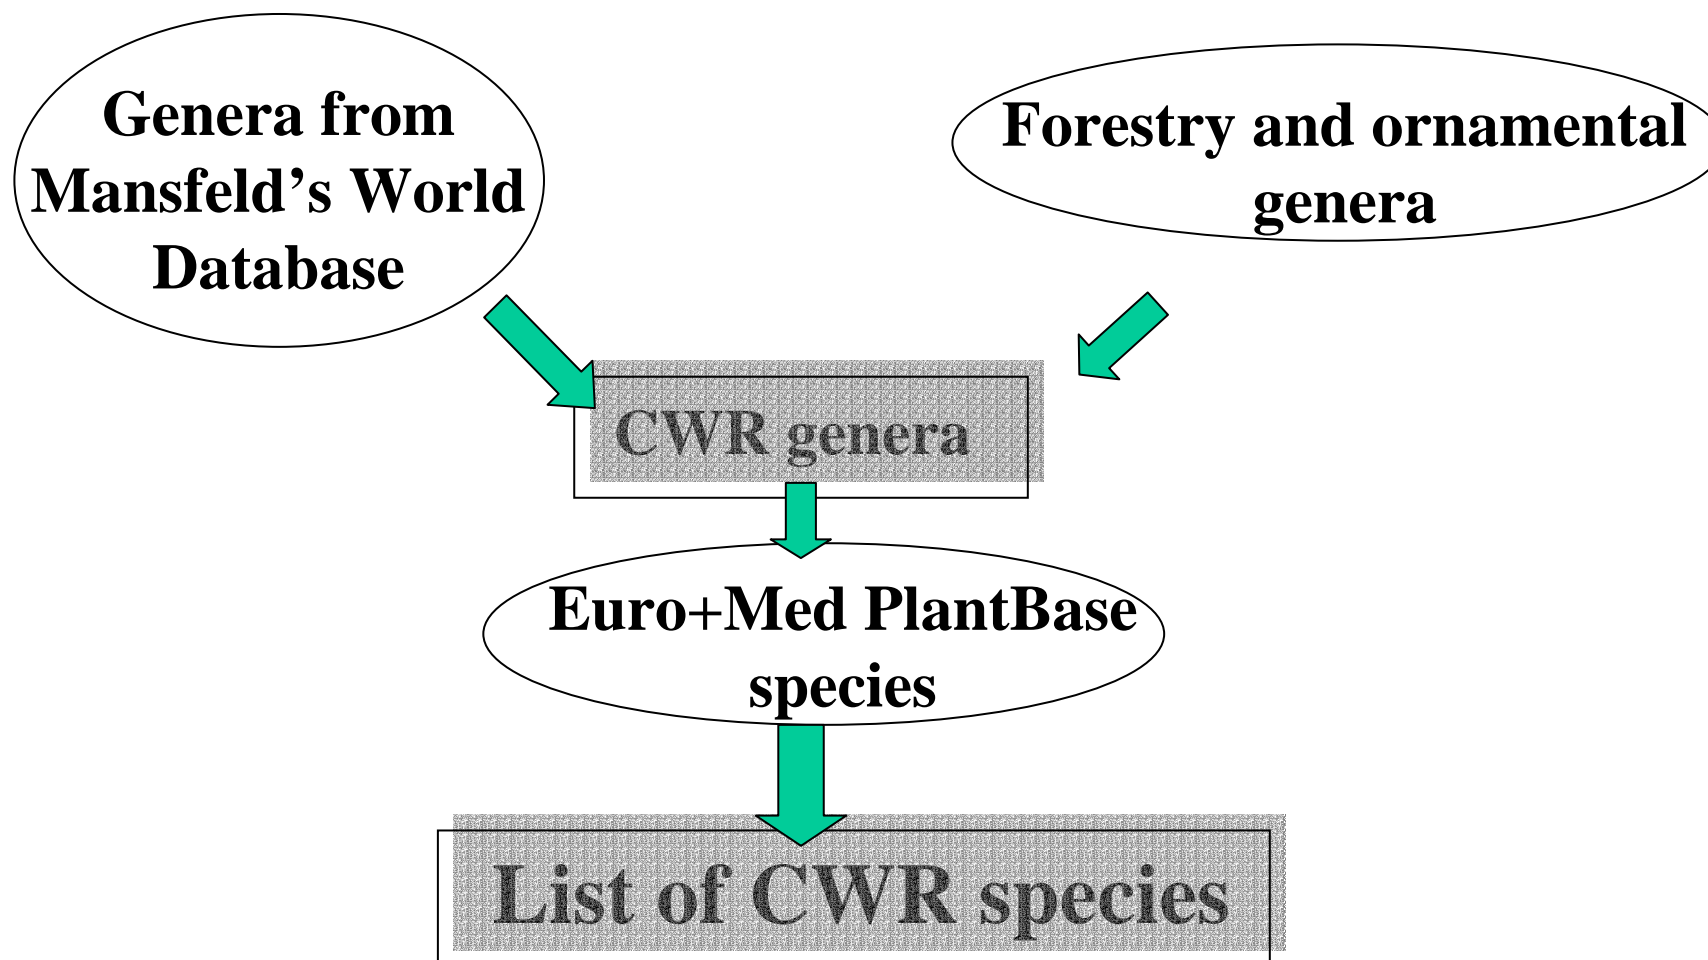 Genera from
Mansfeld’s World
Database
Forestry and ornamental
genera
CWR genera
Euro+Med PlantBase
species
List of CWR species